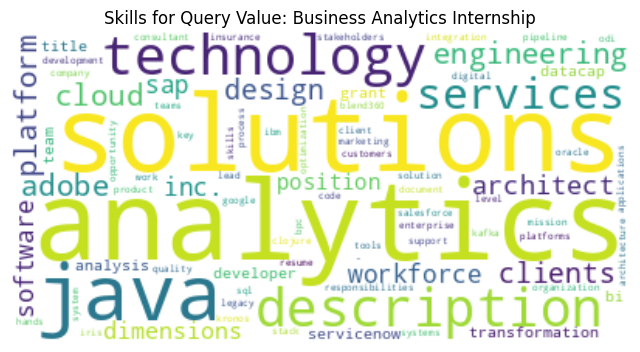 Skills for Query Value: Business Analytics Internship
consultant insurance stakeholders integration pipeline odi
title technology engineering
development
company sap design datacap
platform cloud teams grant digital services
team blend360
solutions
opportunity key skills process ibm optimization client marketing customers oracle
adobe work inc. lead position solution architect
product google code document level
analytics
salesforce mission
enterprise kafka platforms
bpc support
clojure tools
architecture applications
software analysis quality resume workforce clients
java developer responsibilities organization bi
system sql legacy description
hands iris dimensions kronos stack servicenow systems transformation